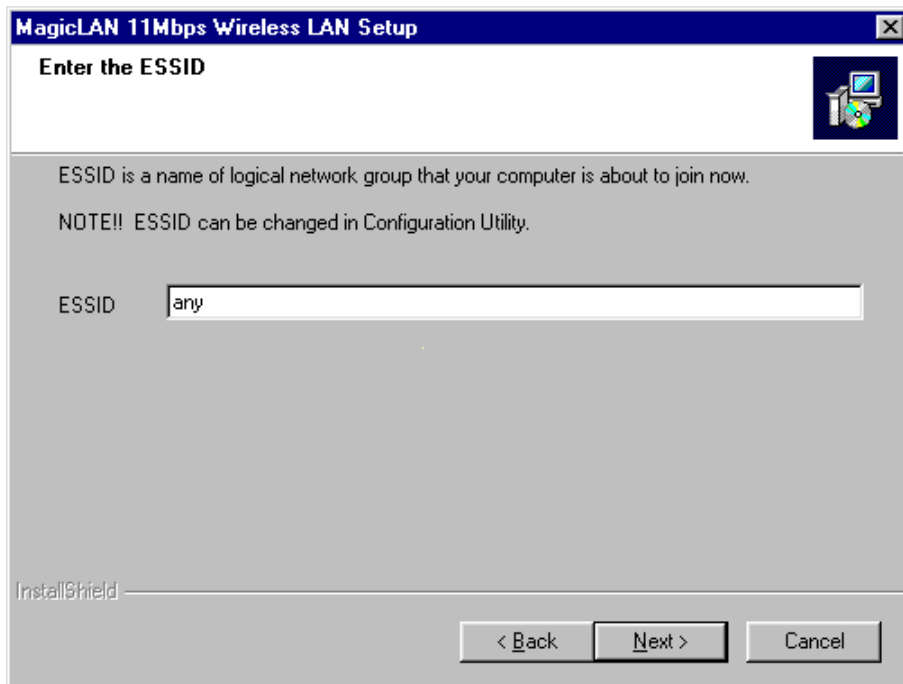 MagicLAN 11Mbps Wireless LAN Setup
Enter the ESSID
ESSID is a name of logical network group that your computer is about to join now.
NOTE!! ESSID can be changed in Configuration Utility.
ESSID any
InstallShield
< Back Next > Cancel